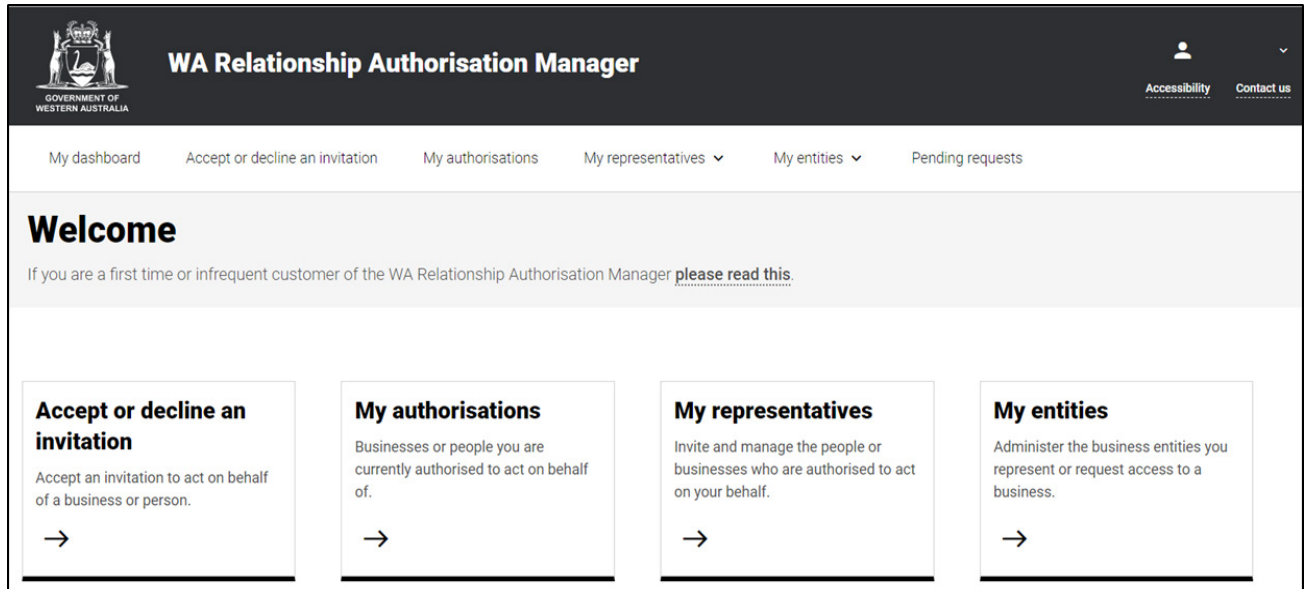 WA Relationship Authorisation Manager
GOVERNMENT OF
WESTERN AUSTRALIA
Accessibility
Contact us
My dashboard
Accept or decline an invitation
My authorisations
My representatives
My entities
Pending requests
Welcome
If you are a first time or infrequent customer of the WA Relationship Authorisation Manager please read this.
Accept or decline an
invitation
Accept an invitation to act on behalf
of a business or person.
My authorisations
Businesses or people you are
currently authorised to act on behalf
of.
My representatives
Invite and manage the people or
businesses who are authorised to act
on your behalf.
My entities
Administer the business entities you
represent or request access to a
business.